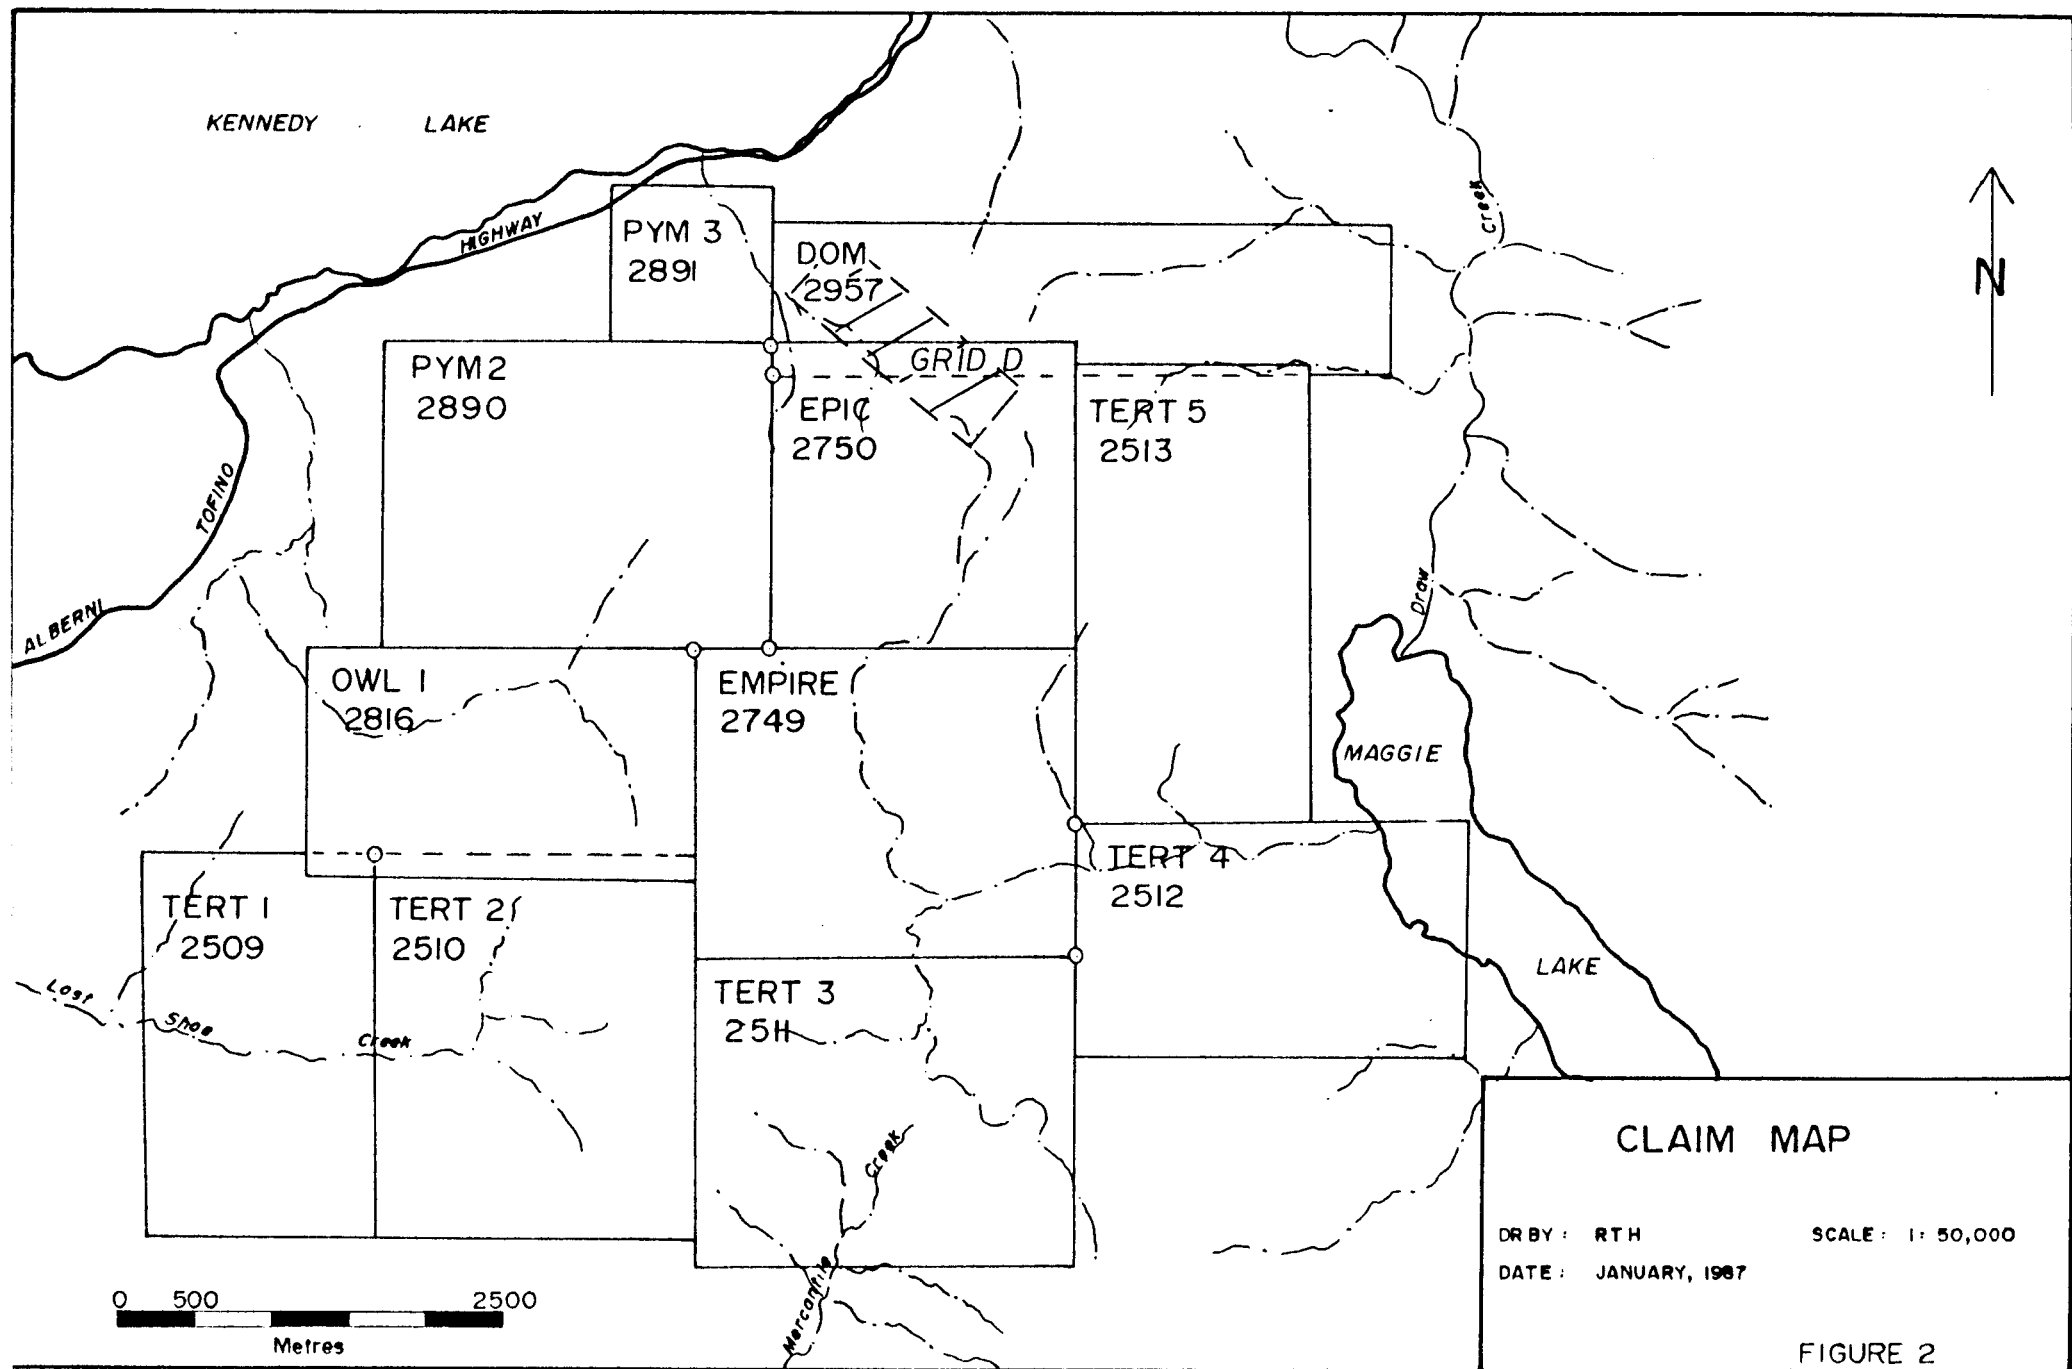 KENNEDY LAKE
HIGHWAY
TOFINO
ALBERNI
PYM 3
2891
DOM
2957
GRID D
PYM 2
2890
EPIC
2750
TERT 5
2513
Creek
Draw
N
OWL 1
2816
EMPIRE
2749
MAGGIE
LAKE
TERT 4
2512
TERT 1
2509
TERT 2
2510
TERT 3
2511
Lost
Shoe
Creek
Creek
Mercantile
0 500 2500
Metres
CLAIM MAP
DR BY : RTH
SCALE : 1: 50,000
DATE : JANUARY, 1987
FIGURE 2